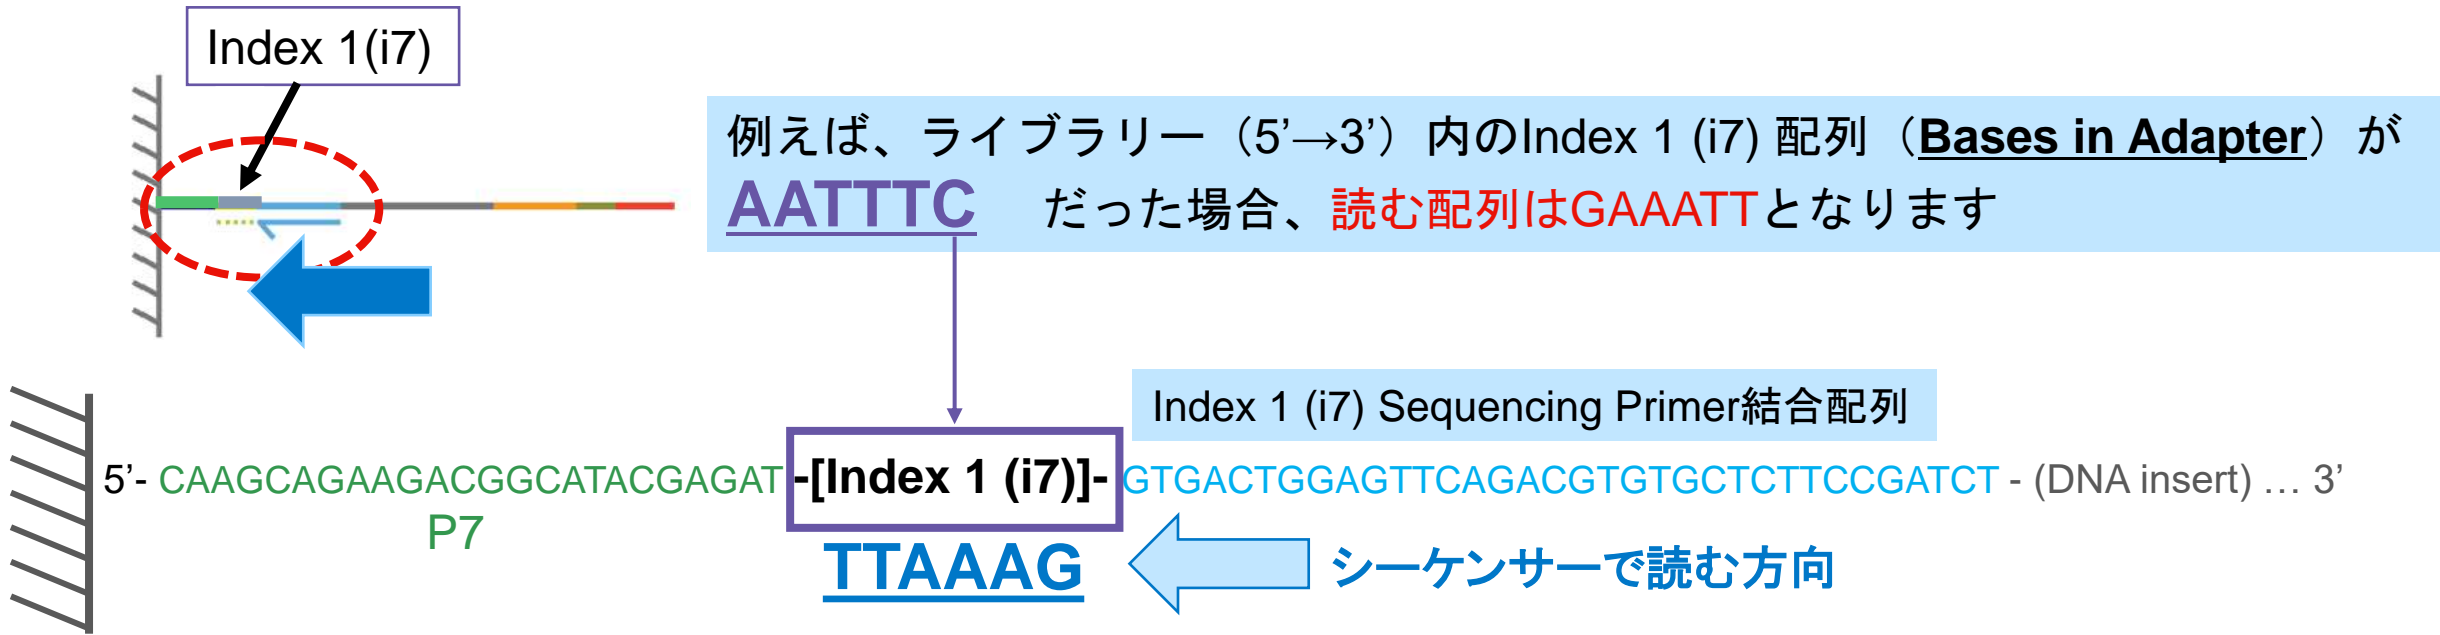 Index 1(i7)
例えば、ライブラリー（5’→3’）内のIndex 1 (i7) 配列（Bases in Adapter）が
AATTTC だった場合、読む配列はGAAATTとなります
Index 1 (i7) Sequencing Primer結合配列
5’- CAAGCAGAAGACGGCATACGAGAT -[Index 1 (i7)]- GTGACTGGAGTTCAGACGTGTGCTCTTCCGATCT - (DNA insert) … 3’
P7
TTAAAG シーケンサーで読む方向